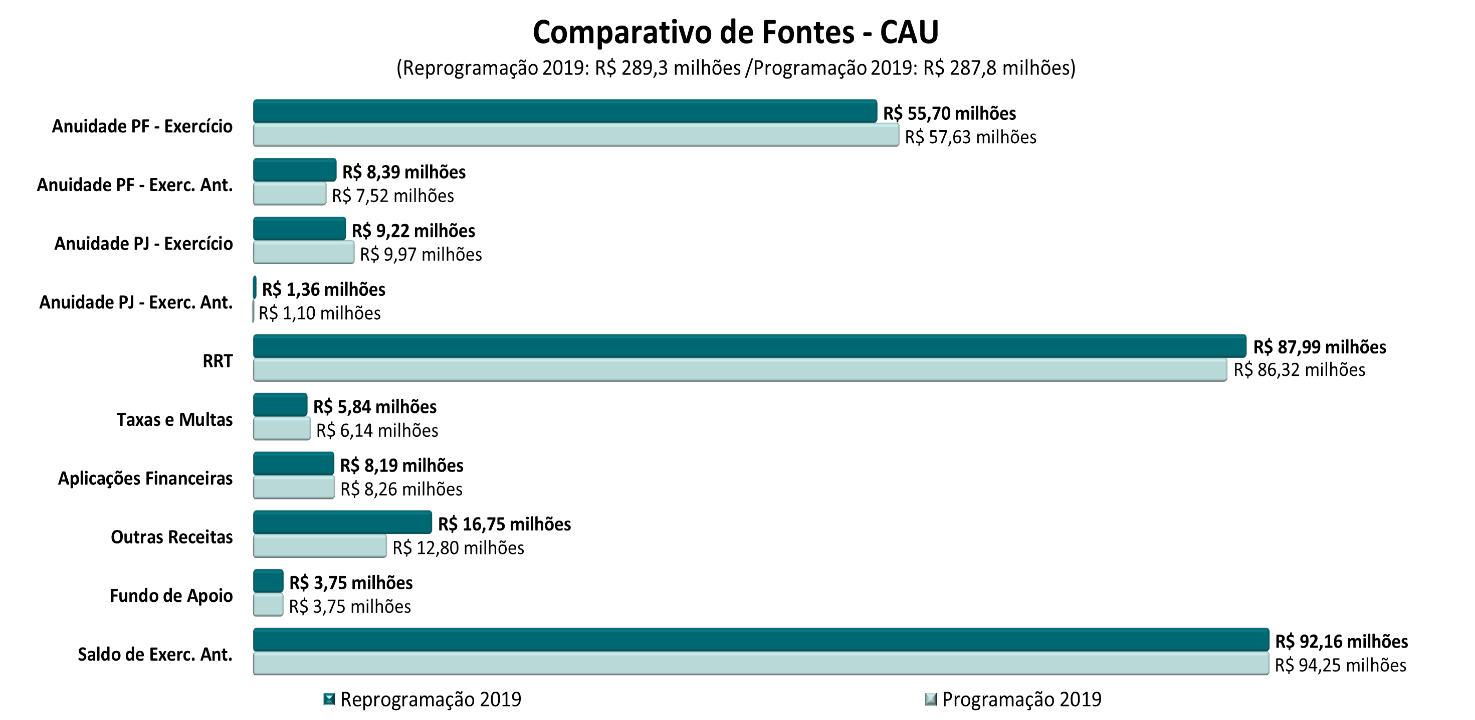 Comparativo de Fontes - CAU
(Reprogramação 2019: R$ 289,3 milhões /Programação 2019: R$ 287,8 milhões)
Anuidade PF - Exercício
R$ 55,70 milhões
R$ 57,63 milhões
Anuidade PF - Exerc. Ant.
R$ 8,39 milhões
R$ 7,52 milhões
Anuidade PJ - Exercício
R$ 9,22 milhões
R$ 9,97 milhões
Anuidade PJ - Exerc. Ant.
R$ 1,36 milhões
R$ 1,10 milhões
RRT
R$ 87,99 milhões
R$ 86,32 milhões
Taxas e Multas
R$ 5,84 milhões
R$ 6,14 milhões
Aplicações Financeiras
R$ 8,19 milhões
R$ 8,26 milhões
Outras Receitas
R$ 16,75 milhões
R$ 12,80 milhões
Fundo de Apoio
R$ 3,75 milhões
R$ 3,75 milhões
Saldo de Exerc. Ant.
R$ 92,16 milhões
R$ 94,25 milhões
Reprogramação 2019
Programação 2019